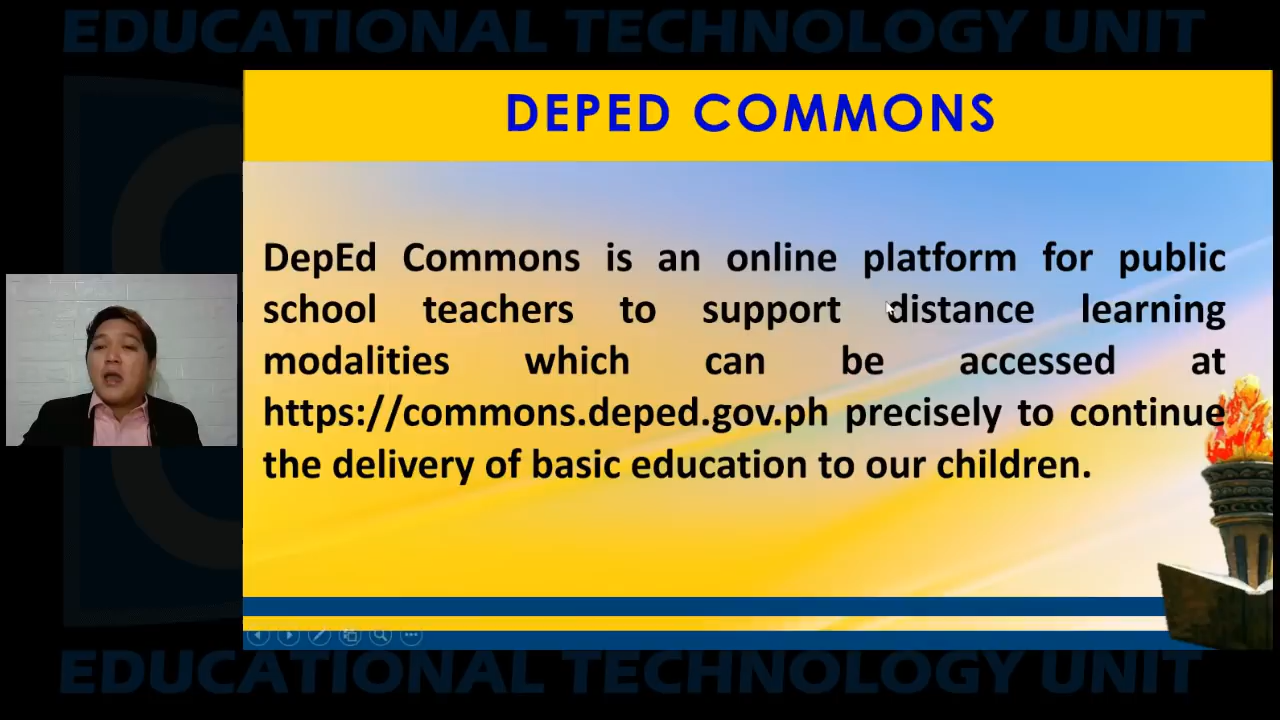 EDUCATIONAL TECHNOLOGY UNIT
DEPED COMMONS
DepEd Commons is an online platform for public
school teachers to support distance learning
modalities which can be accessed at
https://commons.deped.gov.ph precisely to continue
the delivery of basic education to our children.
EDUCATIONAL TECHNOLOGY UNIT